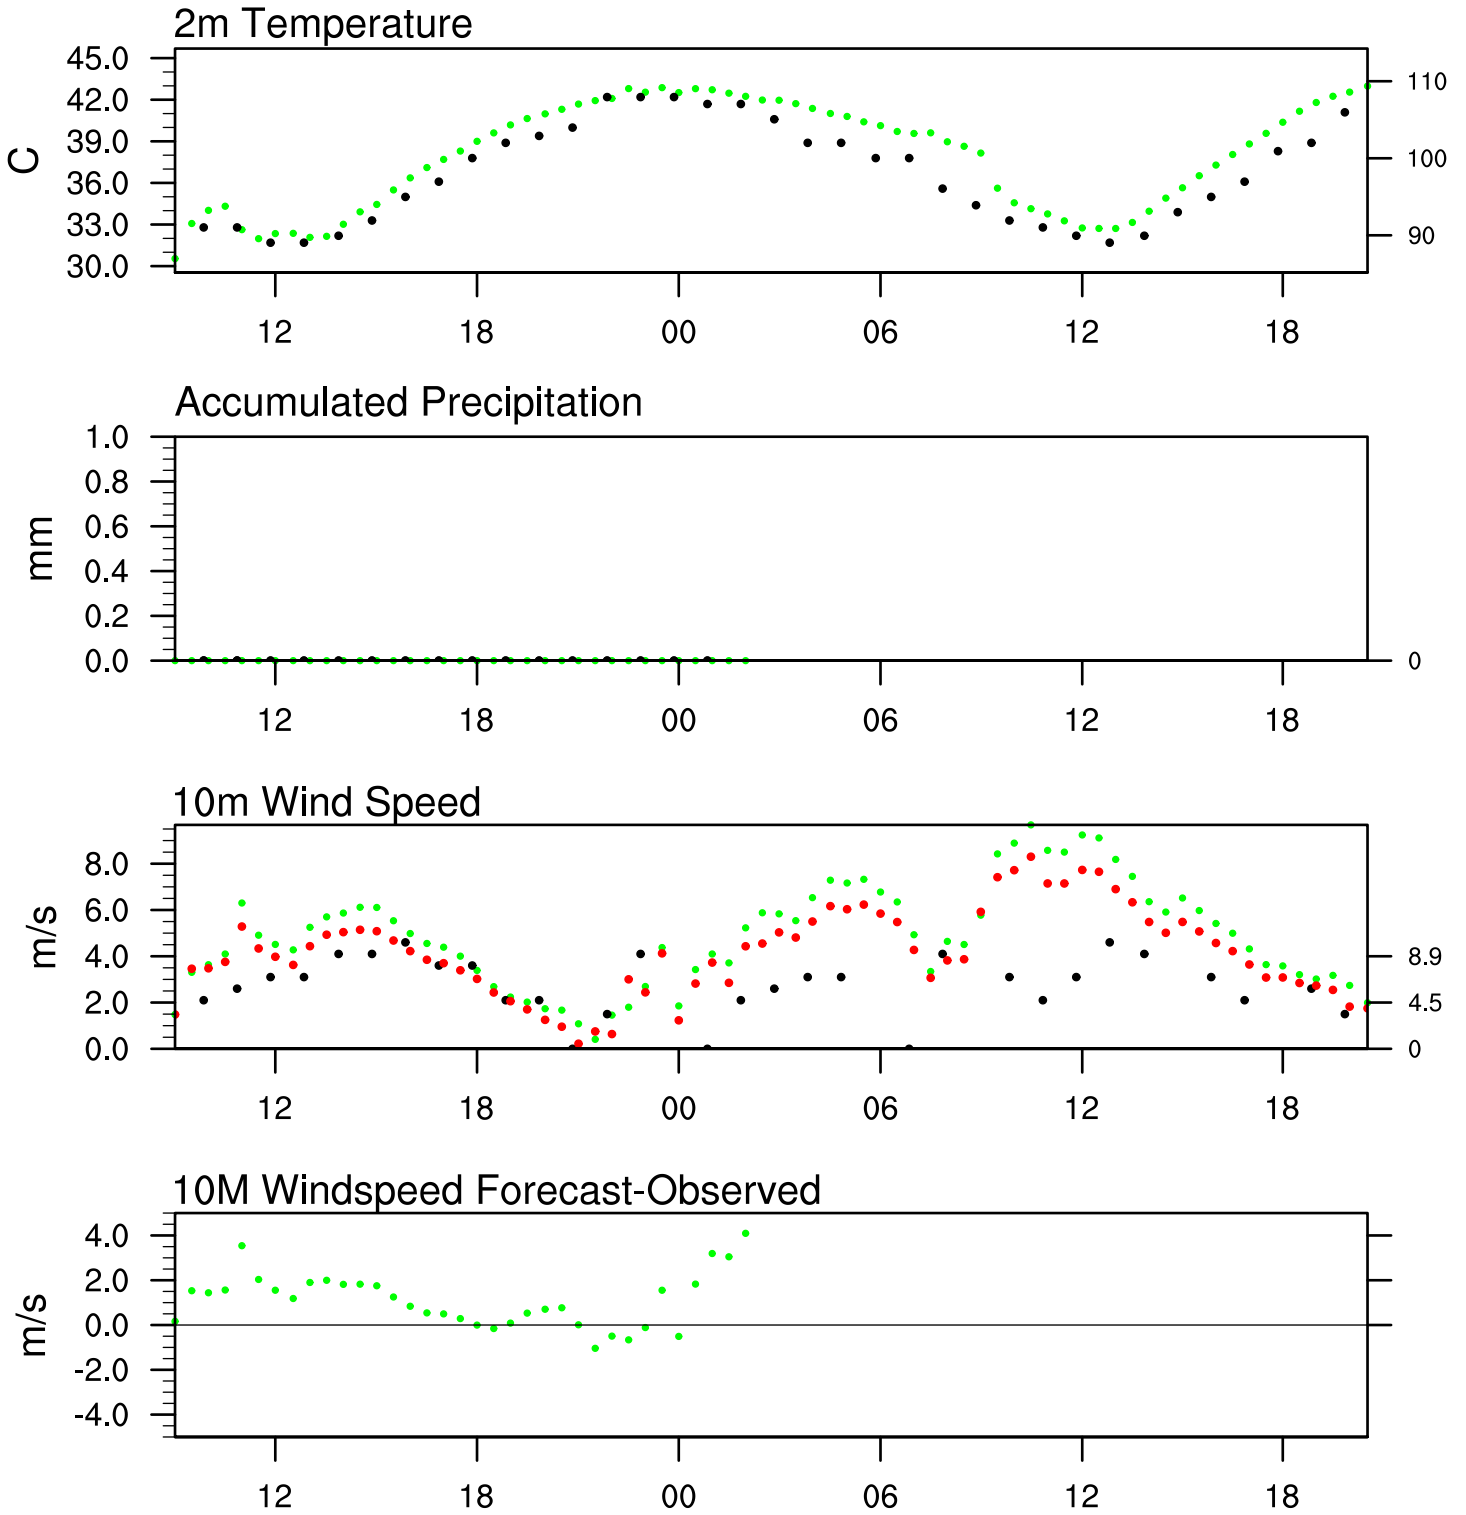 2m Temperature
45.0
42.0
39.0
36.0
33.0
30.0
C
110
100
90
12 18 00 06 12 18
Accumulated Precipitation
1.0
0.8
0.6
0.4
0.2
0.0
mm
0
12 18 00 06 12 18
10m Wind Speed
8.0
6.0
4.0
2.0
0.0
m/s
8.9
4.5
0
12 18 00 06 12 18
10M Windspeed Forecast-Observed
4.0
2.0
0.0
-2.0
-4.0
m/s
12 18 00 06 12 18